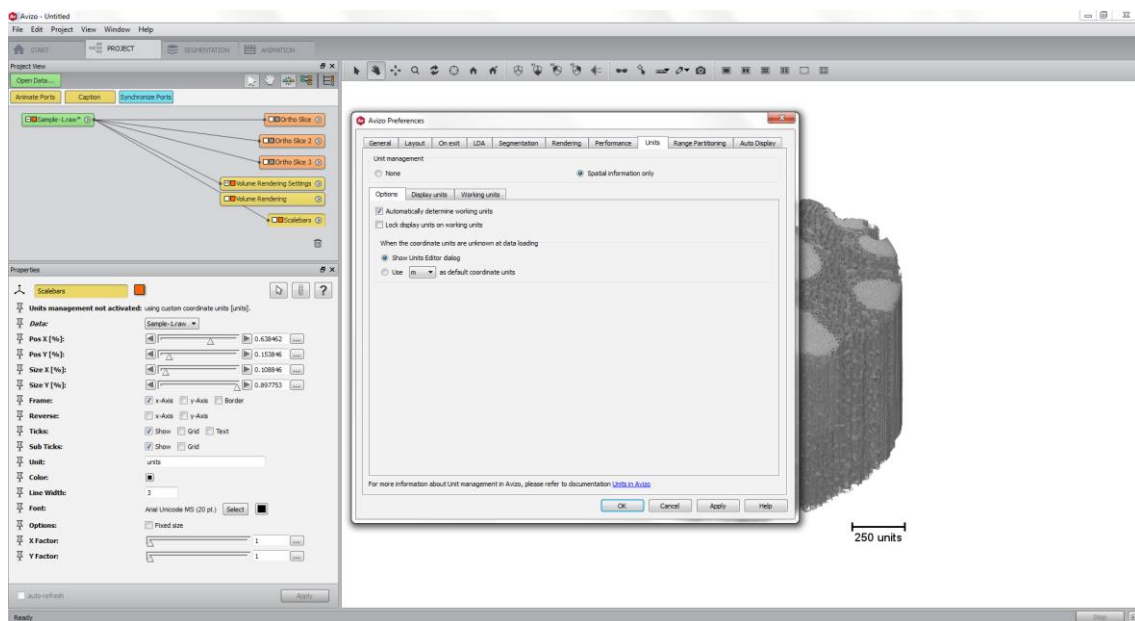 Avizo - Untitled
File Edit Project View Window Help
START PROJECT SEGMENTATION ANIMATION
Project View
Open Data...
Animate Ports Caption Synchronize Ports
Sample-1.raw* Ortho Slice
Ortho Slice 2
Ortho Slice 3
Volume Rendering Settings
Volume Rendering
Scalebars
Properties
Scalebars
Units management not activated: using custom coordinate units [units].
Data: Sample-1.raw
Pos X [%]: 0.638462 ...
Pos Y [%]: 0.153846 ...
Size X [%]: 0.108846 ...
Size Y [%]: 0.897753 ...
Frame: x-Axis y-Axis Border
Reverse: x-Axis y-Axis
Ticks: Show Grid Text
Sub Ticks: Show Grid
Unit: units
Color:
Line Width: 3
Font: Arial Unicode MS (20 pt.) Select
Options: Fixed size
X Factor: 1 ...
Y Factor: 1 ...
auto-refresh Apply
Ready
Avizo Preferences
General Layout On exit LDA Segmentation Rendering Performance Units Range Partitioning Auto Display
Unit management
None Spatial information only
Options Display units Working units
Automatically determine working units
Lock display units on working units
When the coordinate units are unknown at data loading
Show Units Editor dialog
Use m as default coordinate units
For more information about Unit management in Avizo, please refer to documentation Units in Avizo
OK Cancel Apply Help
250 units
Stop